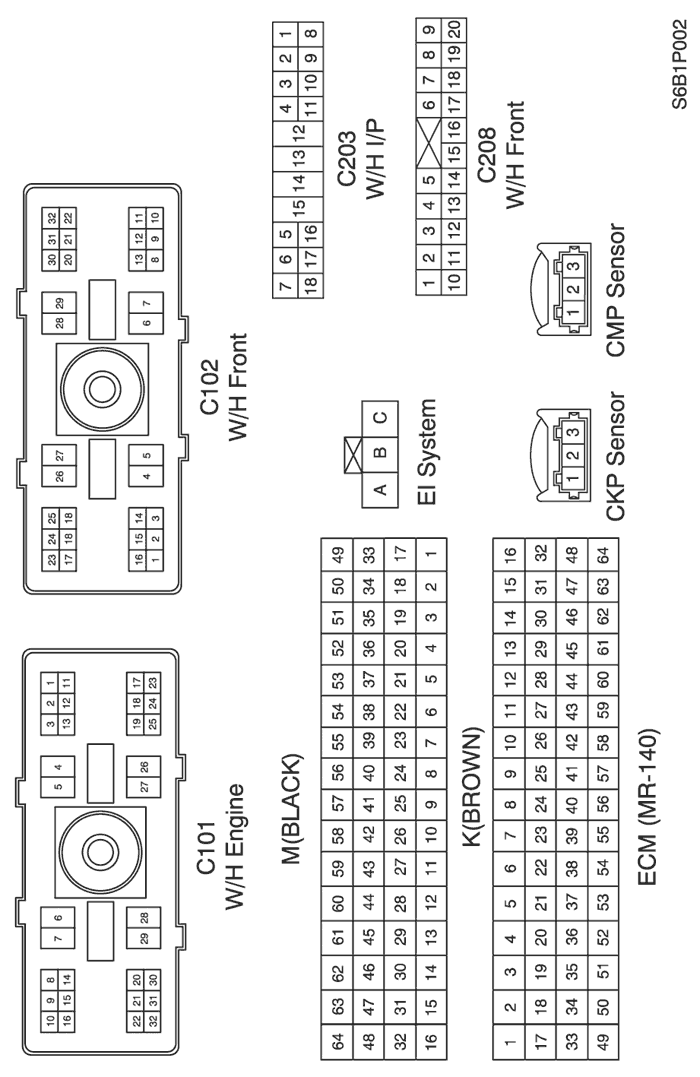 10 9 8 7 6 5 4 3 2 1
16 15 14 13 12 11
22 21 20 29 28 27 26 19 18 17
32 31 30 25 24 23
C101
W/H Engine
23 24 25 26 27 28 29 30 31 32
17 18 18 20 21 22
16 15 14 4 5 6 7 13 12 11
1 2 3 8 9 10
C102
W/H Front
M(BLACK)
64 63 62 61 60 59 58 57 56 55 54 53 52 51 50 49
48 47 46 45 44 43 42 41 40 39 38 37 36 35 34 33
32 31 30 29 28 27 26 25 24 23 22 21 20 19 18 17
16 15 14 13 12 11 10 9 8 7 6 5 4 3 2 1
K(BROWN)
1 2 3 4 5 6 7 8 9 10 11 12 13 14 15 16
17 18 19 20 21 22 23 24 25 26 27 28 29 30 31 32
33 34 35 36 37 38 39 40 41 42 43 44 45 46 47 48
49 50 51 52 53 54 55 56 57 58 59 60 61 62 63 64
ECM (MR-140)
A B C
EI System
1 2 3
CKP Sensor
7 6 5 4 3 2 1
15 14 13 12
18 17 16 11 10 9 8
C203
W/H I/P
1 2 3 4 5 6 7 8 9
10 11 12 13 14 15 16 17 18 19 20
C208
W/H Front
1 2 3
CMP Sensor
S6B1P002